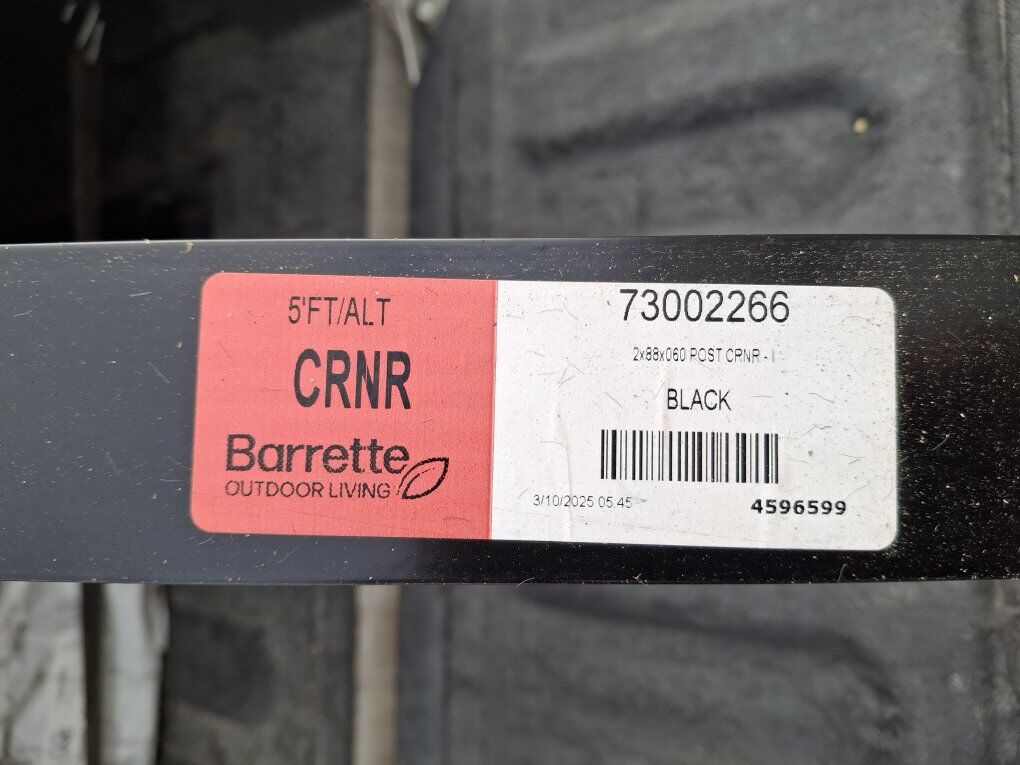 5'FT/ALT
CRNR
Barrette
OUTDOOR LIVING
73002266
2x88x060 POST CRNR - I
BLACK
3/10/2025 05:45
4596599